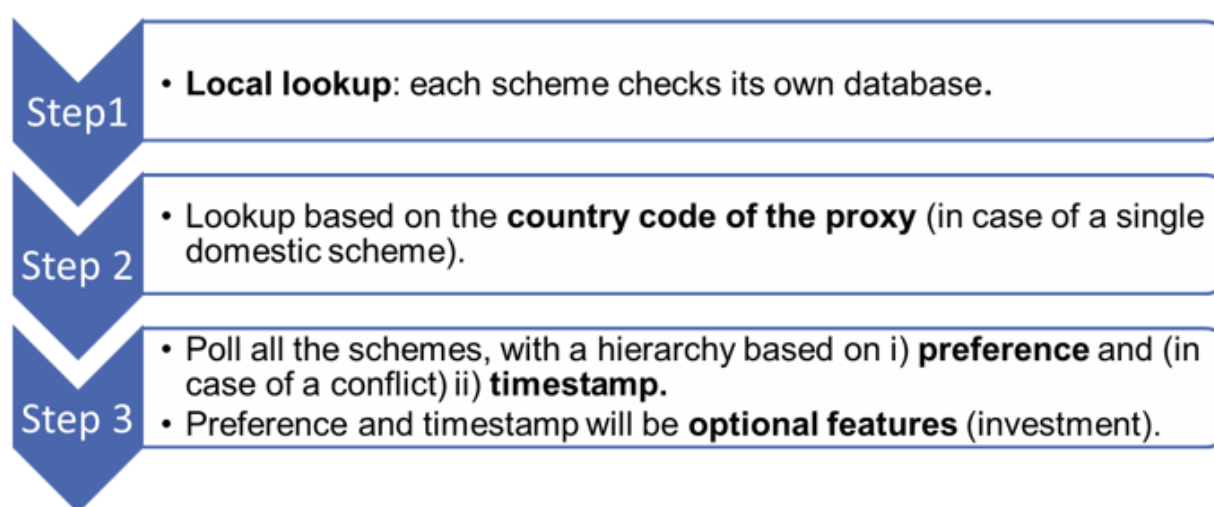 Step1
• Local lookup: each scheme checks its own database.
Step 2
• Lookup based on the country code of the proxy (in case of a single
domestic scheme).
Step 3
• Poll all the schemes, with a hierarchy based on i) preference and (in
case of a conflict) ii) timestamp.
• Preference and timestamp will be optional features (investment).